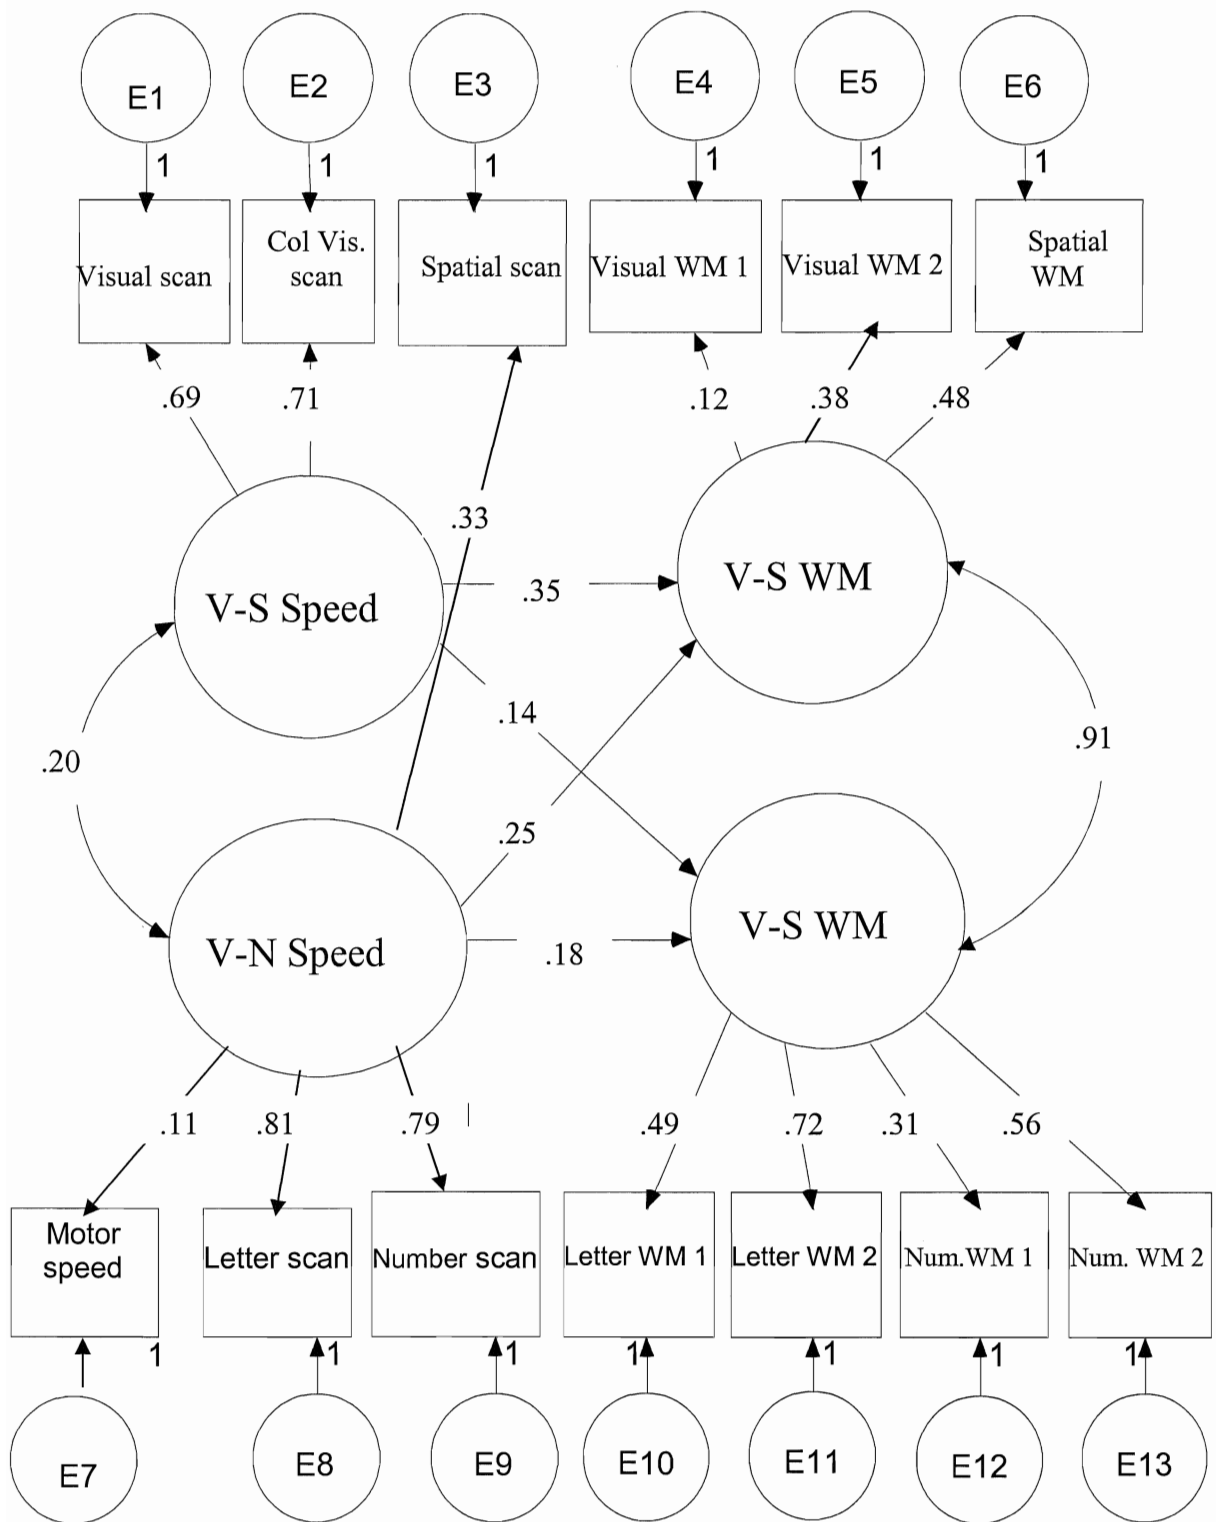 E1 E2 E3 E4 E5 E6
1 1 1 1 1 1
Visual scan
Col Vis.
scan
Spatial scan
Visual WM 1
Visual WM 2
Spatial
WM
.69 .71 .12 .38 .48
.33
V-S Speed
.35
V-S WM
.14
.20
.91
.25
V-N Speed
.18
V-S WM
.11 .81 .79 .49 .72 .31 .56
Motor
speed
Letter scan
Number scan
Letter WM 1
Letter WM 2
Num.WM 1
Num. WM 2
1 1 1 1 1 1 1
E7 E8 E9 E10 E11 E12 E13